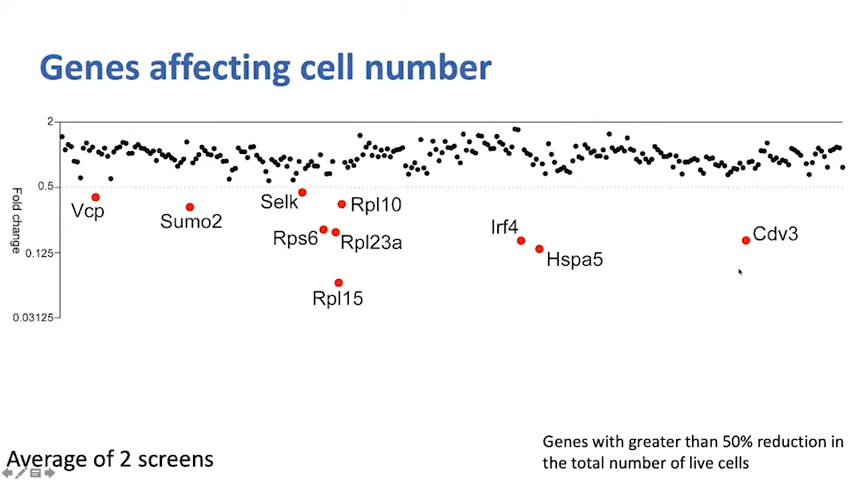 Genes affecting cell number
2
0.5
0.125
0.03125
Fold change
Vcp
Sumo2
Selk
Rpl10
Rps6
Rpl23a
Rpl15
Irf4
Hspa5
Cdv3
Average of 2 screens
Genes with greater than 50% reduction in
the total number of live cells